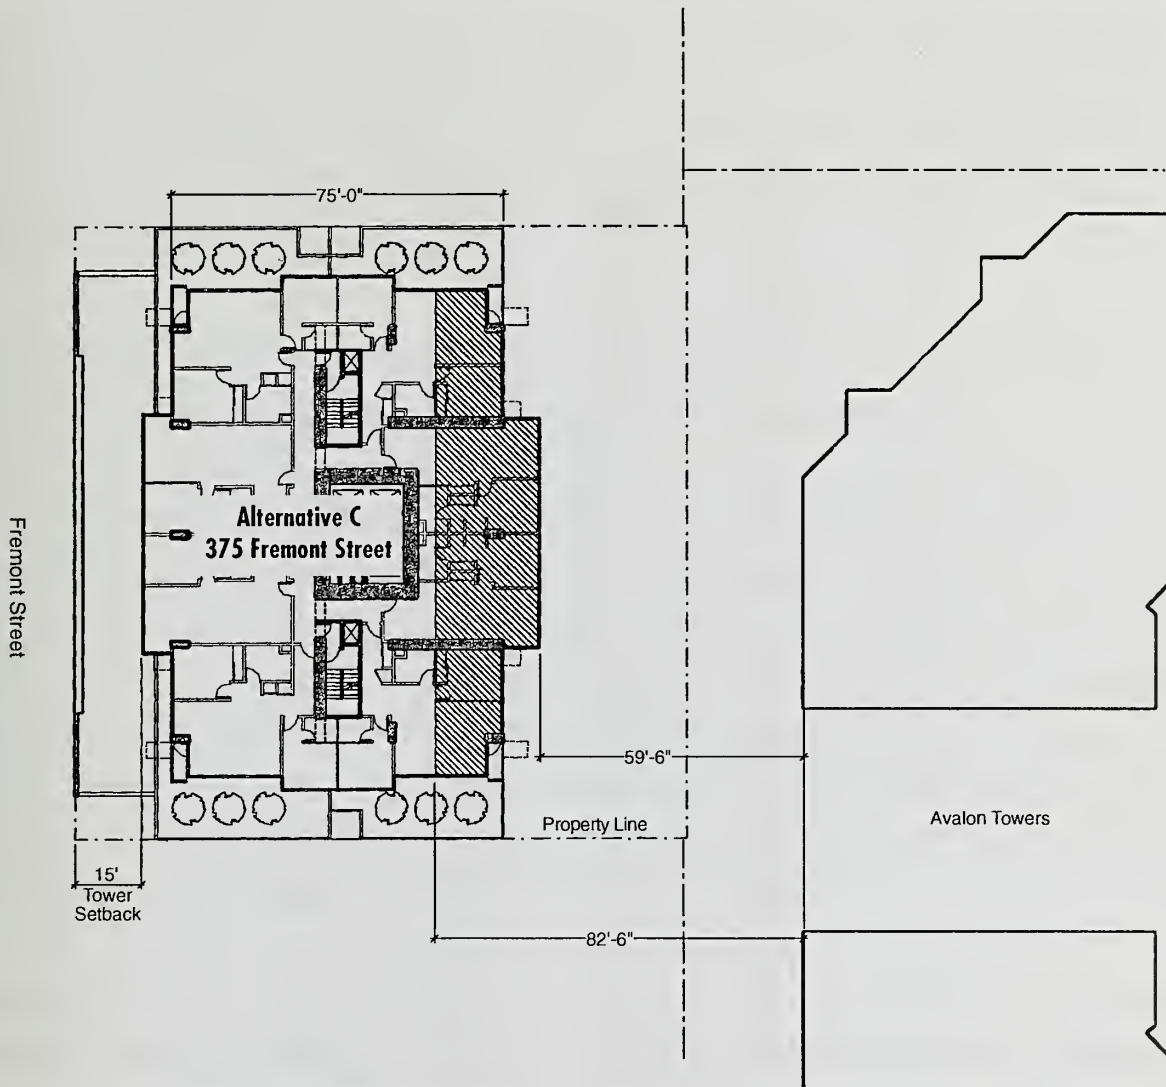 75'-0"
Alternative C
375 Fremont Street
Fremont Street
59'-6"
Property Line
Avalon Towers
15'
Tower
Setback
82'-6"